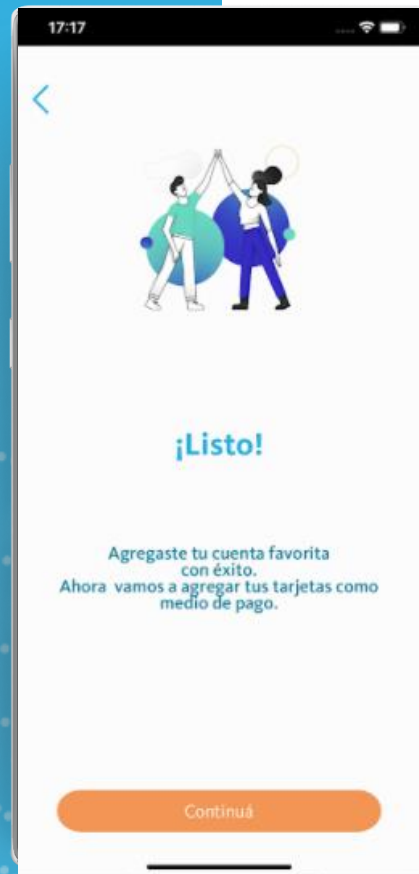 17:17
¡Listo!
Agregaste tu cuenta favorita
con éxito.
Ahora vamos a agregar tus tarjetas como
medio de pago.
Continuá